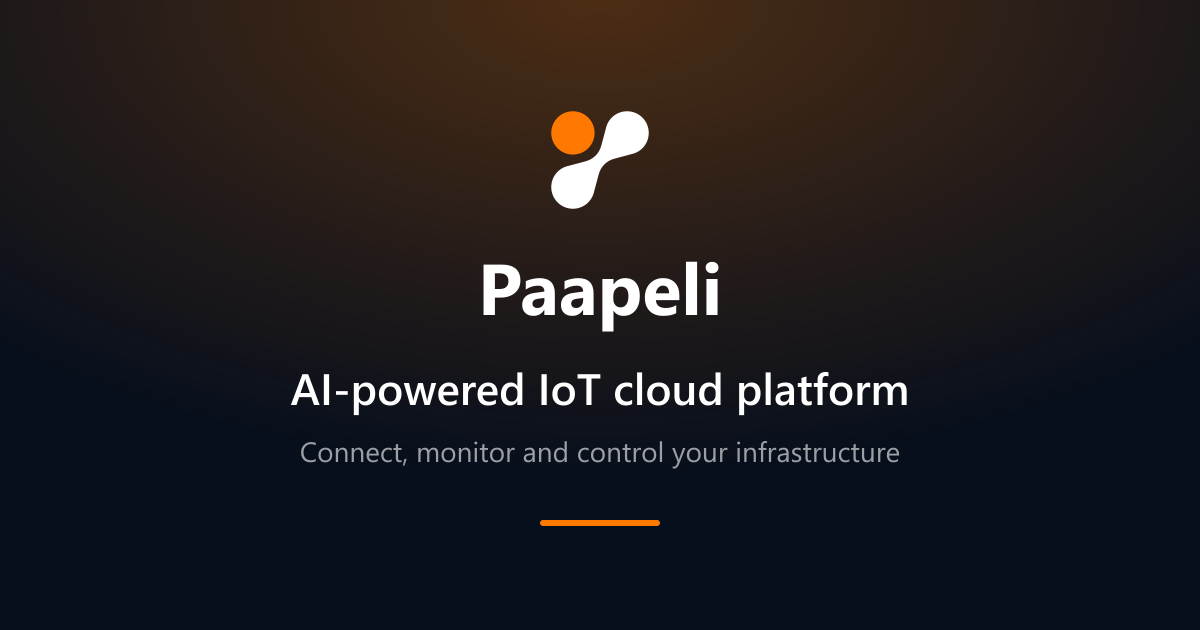 Paapeli
AI-powered IoT cloud platform
Connect, monitor and control your infrastructure